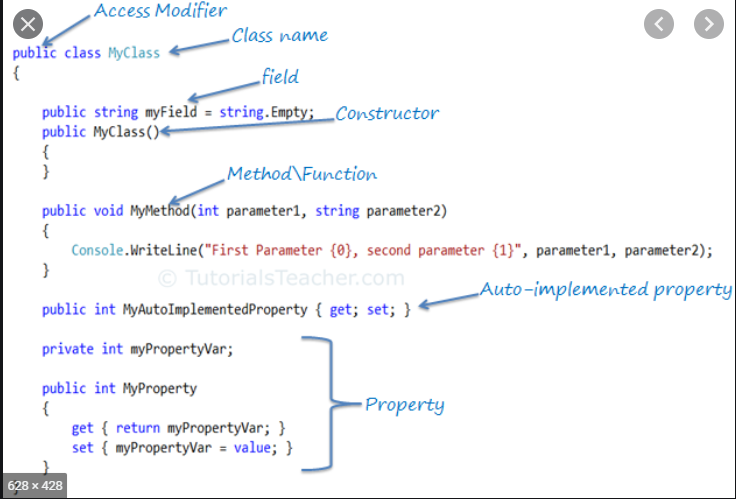 Access Modifier
public class MyClass
Class name
{
field
public string myField = string.Empty;
public MyClass()
Constructor
{
}
Method\Function
public void MyMethod(int parameter1, string parameter2)
{
Console.WriteLine("First Parameter {0}, second parameter {1}", parameter1, parameter2);
}
© TutorialsTeacher.com
Auto-implemented property
public int MyAutoImplementedProperty { get; set; }
private int myPropertyVar;
public int MyProperty
{
Property
get { return myPropertyVar; }
set { myPropertyVar = value; }
}
628 × 428